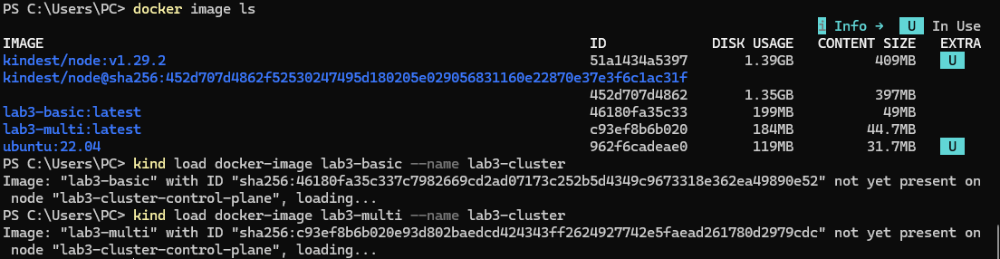 PS C:\Users\PC> docker image ls
i Info → U In Use
IMAGE ID DISK USAGE CONTENT SIZE EXTRA
kindest/node:v1.29.2 51a1434a5397 1.39GB 409MB U
kindest/node@sha256:452d707d4862f52530247495d180205e029056831160e22870e37e3f6c1ac31f
452d707d4862 1.35GB 397MB
lab3-basic:latest 46180fa35c33 199MB 49MB
lab3-multi:latest c93ef8b6b020 184MB 44.7MB
ubuntu:22.04 962f6cadeae0 119MB 31.7MB U
PS C:\Users\PC> kind load docker-image lab3-basic --name lab3-cluster
Image: "lab3-basic" with ID "sha256:46180fa35c337c7982669cd2ad07173c252b5d4349c9673318e362ea49890e52" not yet present on
node "lab3-cluster-control-plane", loading...
PS C:\Users\PC> kind load docker-image lab3-multi --name lab3-cluster
Image: "lab3-multi" with ID "sha256:c93ef8b6b020e93d802baedcd424343ff2624927742e5faead261780d2979cdc" not yet present on
node "lab3-cluster-control-plane", loading...